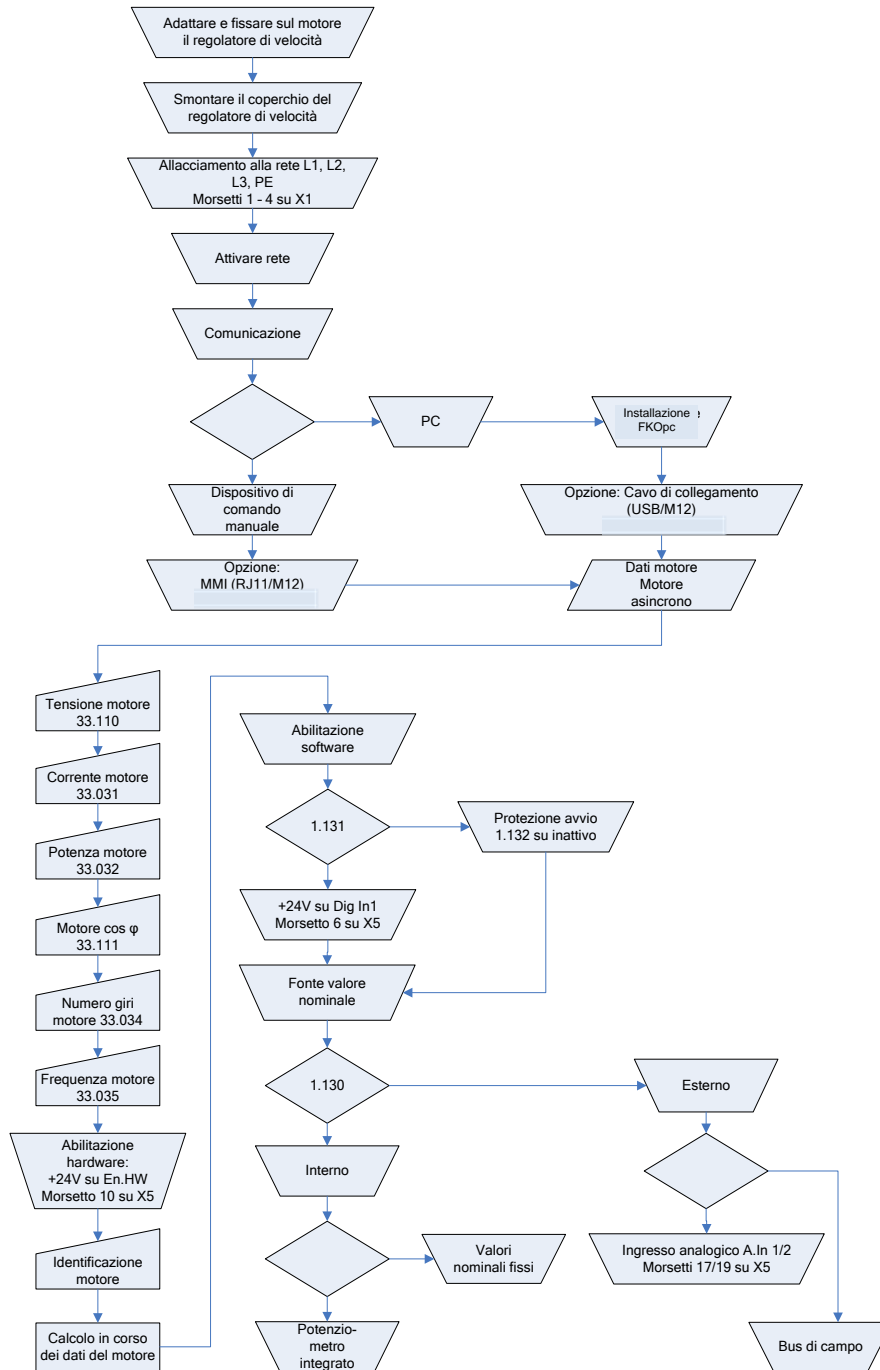 Adattare e fissare sul motore
il regolatore di velocità
Smontare il coperchio del
regolatore di velocità
Allacciamento alla rete L1, L2,
L3, PE
Morsetti 1 - 4 su X1
Attivare rete
Comunicazione
PC
Installazione e
FKOpc
Dispositivo di
comando
manuale
Opzione: Cavo di collegamento
(USB/M12)
Opzione:
MMI (RJ11/M12)
Dati motore
Motore
asincrono
Tensione motore
33.110
Corrente motore
33.031
Potenza motore
33.032
Motore cos φ
33.111
Numero giri
motore 33.034
Frequenza motore
33.035
Abilitazione
hardware:
+24V su En.HW
Morsetto 10 su X5
Identificazione
motore
Calcolo in corso
dei dati del motore
Abilitazione
software
1.131
Protezione avvio
1.132 su inattivo
+24V su Dig In1
Morsetto 6 su X5
Fonte valore
nominale
1.130
Esterno
Interno
Valori
nominali fissi
Ingresso analogico A.In 1/2
Morsetti 17/19 su X5
Potenzio-
metro
integrato
Bus di campo